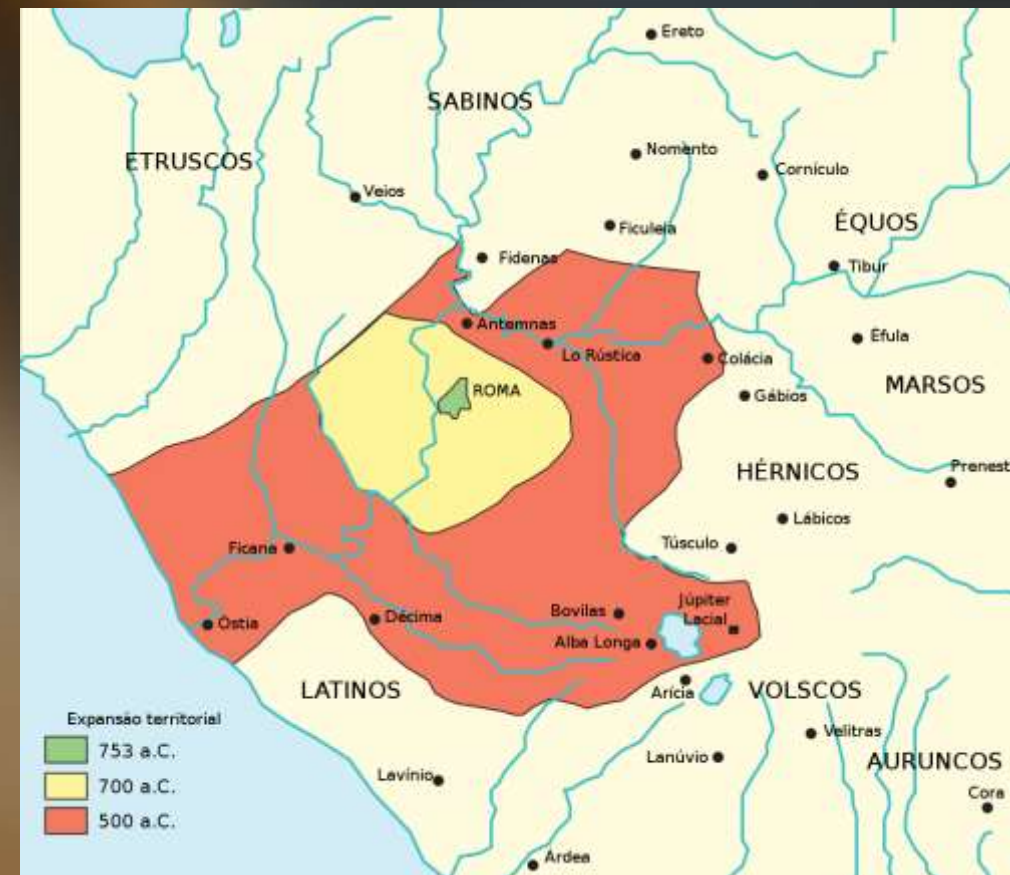 Ereto
SABINOS
Nomento
ETRUSCOS
Cornículo
Veios
ÉQUOS
Ficuleia
Fidenas
Tibur
Antemnas
Éfula
Lo Rústica
Colácia
MARSOS
ROMA
Gábios
HÉRNICOS
Prenest
Lábicos
Túsculo
Ficana
Júpiter
Lacial
Bovilas
Décima
Óstia
Alba Longa
LATINOS
Arícia
VOLSCOS
Expansão territorial
Velitras
753 a.C.
Lanúvio
AURUNCOS
Lavínio
700 a.C.
Cora
500 a.C.
Ardea